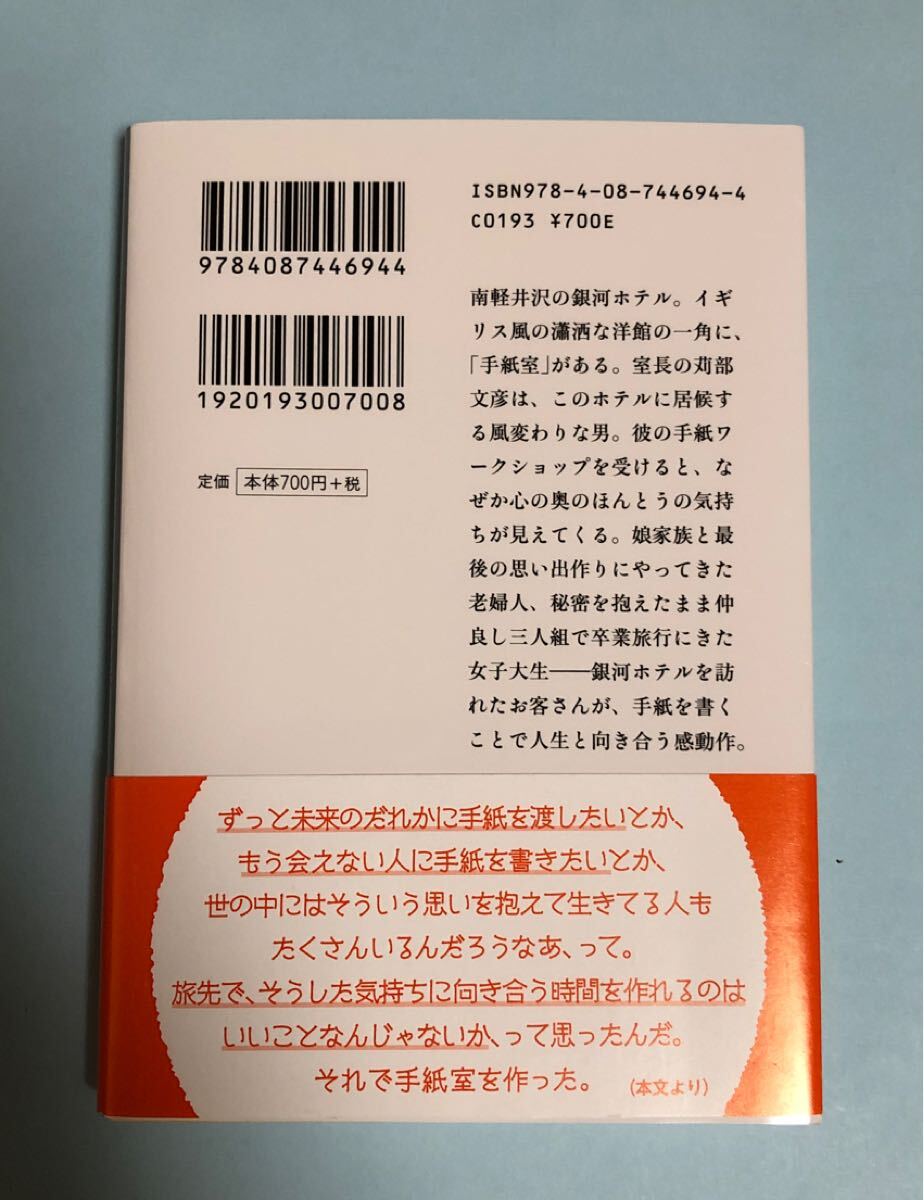 9784087446944
1920193007008
定価 本体700円+税
ISBN978-4-08-744694-4
C0193 ¥700E
南軽井沢の銀河ホテル。イギ
リス風の瀟洒な洋館の一角に、
「手紙室」がある。室長の苅部
文彦は、このホテルに居候す
る風変わりな男。彼の手紙ワ
ークショップを受けると、な
ぜか心の奥のほんとうの気持
ちが見えてくる。娘家族と最
後の思い出作りにやってきた
老婦人、秘密を抱えたまま仲
良し三人組で卒業旅行にきた
女子大生――銀河ホテルを訪
れたお客さんが、手紙を書く
ことで人生と向き合う感動作。
ずっと未来のだれかに手紙を渡したいとか、
もう会えない人に手紙を書きたいとか、
世の中にはそういう思いを抱えて生きてる人も
たくさんいるんだろうなあ、って。
旅先で、そうした気持ちに向き合う時間を作れるのは
いいことなんじゃないか、って思ったんだ。
それで手紙室を作った。
(本文より)